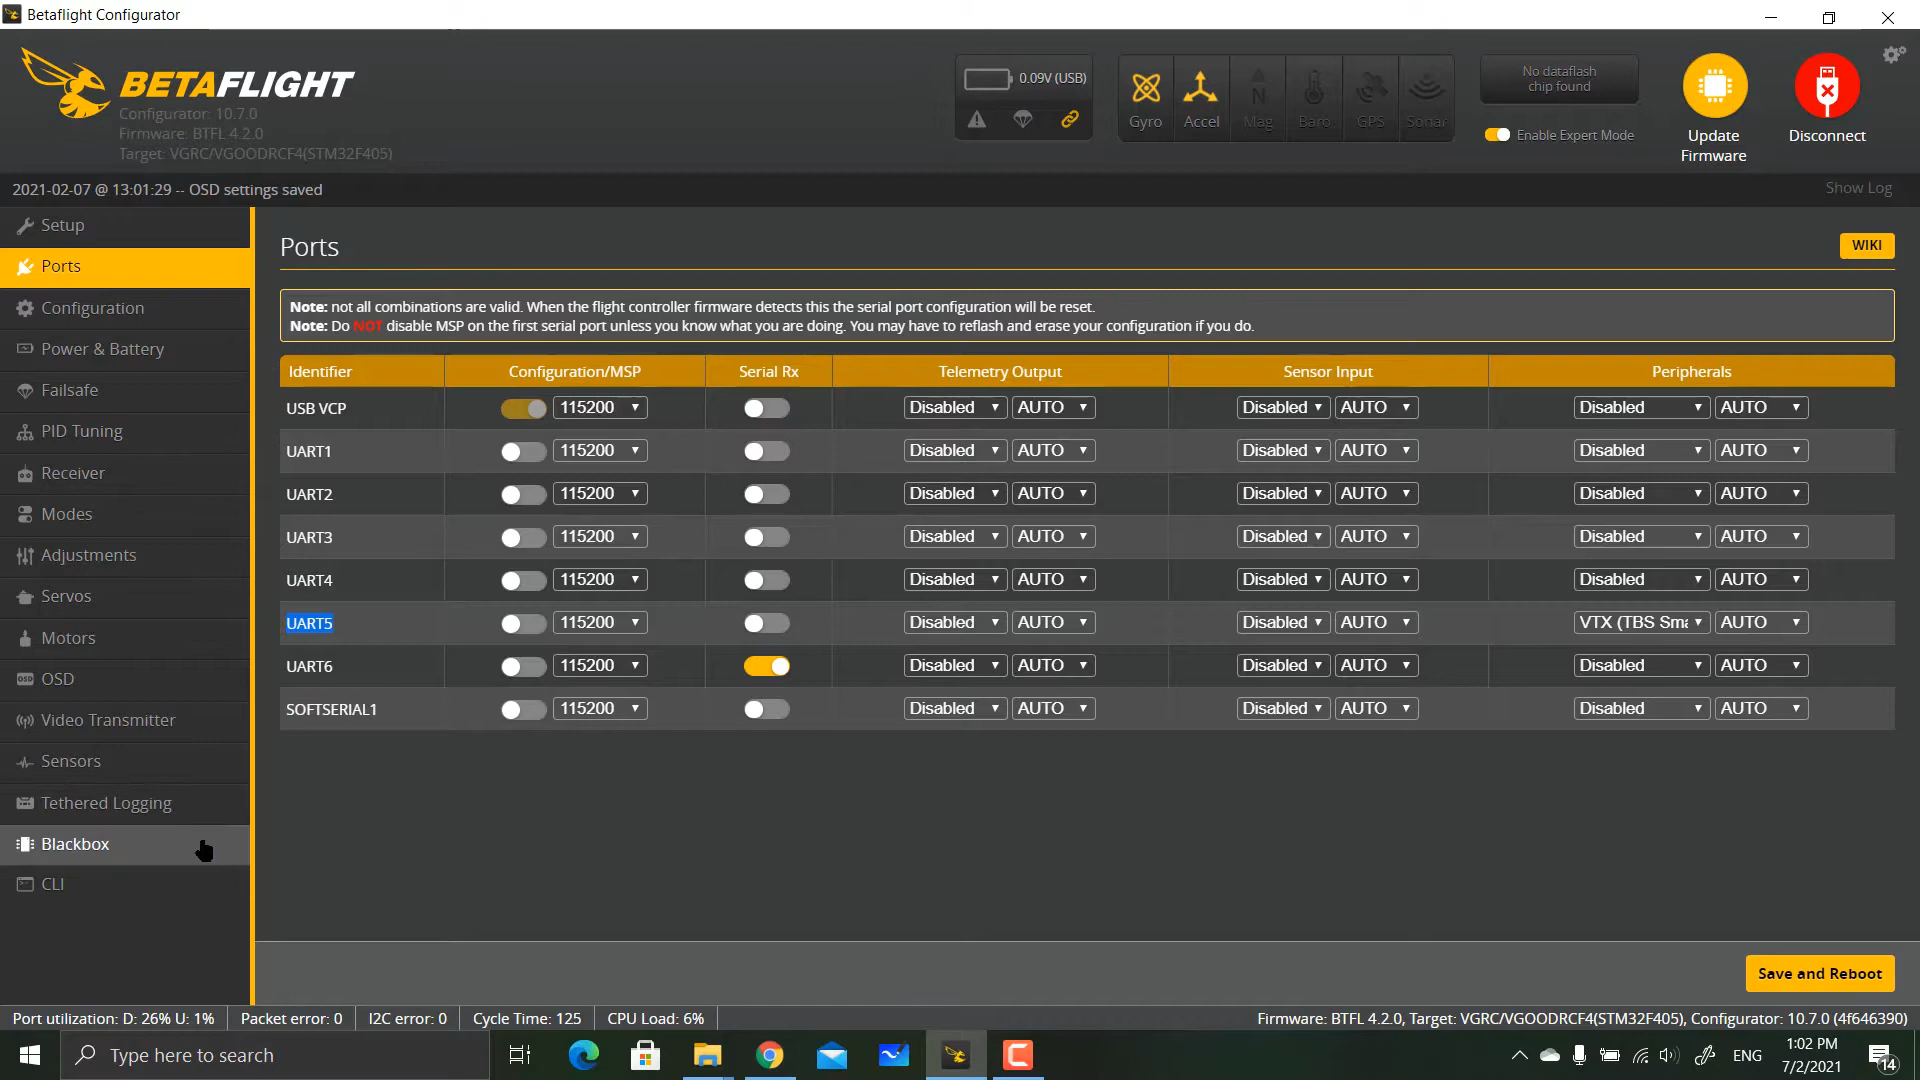 Betaflight Configurator
BETAFLIGHT
Configurator: 10.7.0
Firmware: BTFL 4.2.0
Target: VGRC/VGOODRCF4(STM32F405)
0.09V (USB)
Gyro
Accel
Mag
Baro
GPS
Sonar
No dataflash
chip found
Enable Expert Mode
Update
Firmware
Disconnect
2021-02-07 @ 13:01:29 -- OSD settings saved
Show Log
Setup
Ports
Configuration
Power & Battery
Failsafe
PID Tuning
Receiver
Modes
Adjustments
Servos
Motors
OSD OSD
Video Transmitter
Sensors
Tethered Logging
Blackbox
CLI
Ports
WIKI
Note: not all combinations are valid. When the flight controller firmware detects this the serial port configuration will be reset.
Note: Do NOT disable MSP on the first serial port unless you know what you are doing. You may have to reflash and erase your configuration if you do.
Identifier Configuration/MSP Serial Rx Telemetry Output Sensor Input Peripherals
USB VCP 115200 Disabled AUTO Disabled AUTO Disabled AUTO
UART1 115200 Disabled AUTO Disabled AUTO Disabled AUTO
UART2 115200 Disabled AUTO Disabled AUTO Disabled AUTO
UART3 115200 Disabled AUTO Disabled AUTO Disabled AUTO
UART4 115200 Disabled AUTO Disabled AUTO Disabled AUTO
UART5 115200 Disabled AUTO Disabled AUTO VTX (TBS Sma AUTO
UART6 115200 Disabled AUTO Disabled AUTO Disabled AUTO
SOFTSERIAL1 115200 Disabled AUTO Disabled AUTO Disabled AUTO
Save and Reboot
Port utilization: D: 26% U: 1% Packet error: 0 I2C error: 0 Cycle Time: 125 CPU Load: 6%
Firmware: BTFL 4.2.0, Target: VGRC/VGOODRCF4(STM32F405), Configurator: 10.7.0 (4f646390)
Type here to search
ENG
1:02 PM
7/2/2021
14